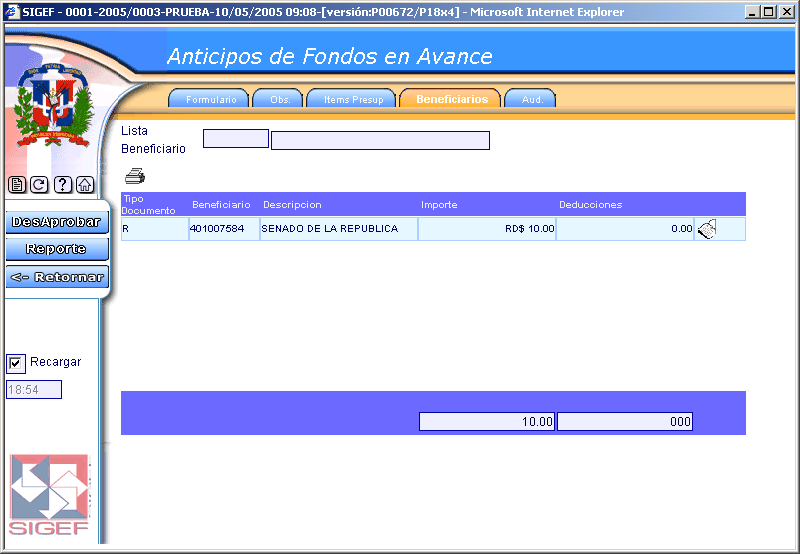 SIGEF - 0001-2005/0003-PRUEBA-10/05/2005 09:08-[versión:P00672/P18x4] - Microsoft Internet Explorer
Anticipos de Fondos en Avance
Formulario Obs. Items Presup Beneficiarios Aud.
Lista
Beneficiario
Tipo
Documento Beneficiario Descripcion Importe Deducciones
R 401007584 SENADO DE LA REPUBLICA RD$ 10.00 0.00
DesAprobar
Reporte
<- Retornar
Recargar
18:54
10.00 000
SIGEF